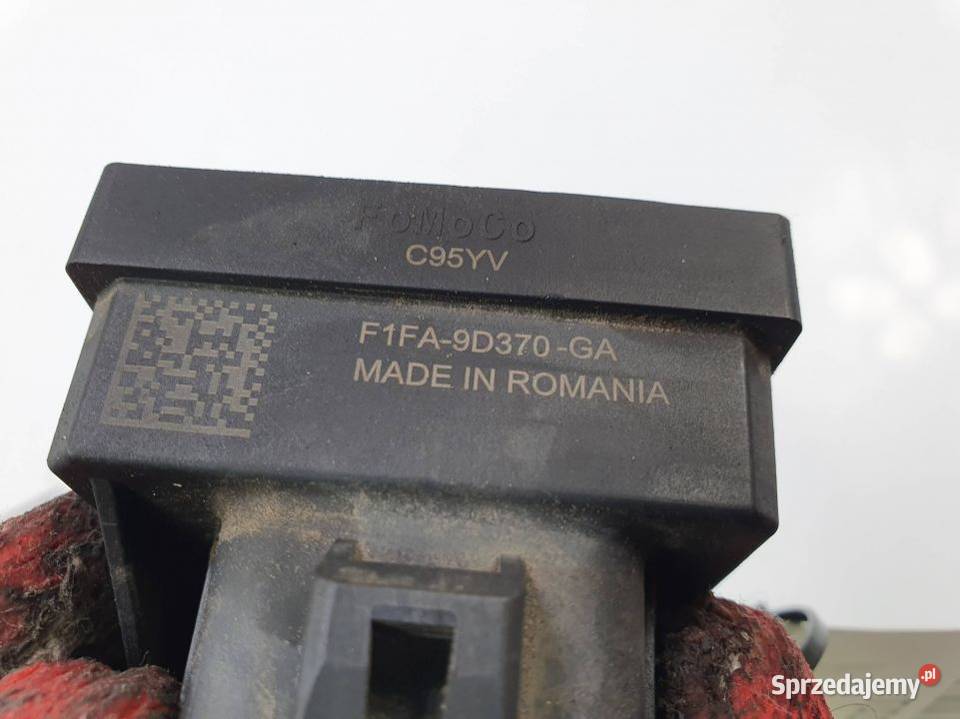 FoMoCo
C95YV
F1FA-9D370-GA
MADE IN ROMANIA
Sprzedajemy.pl